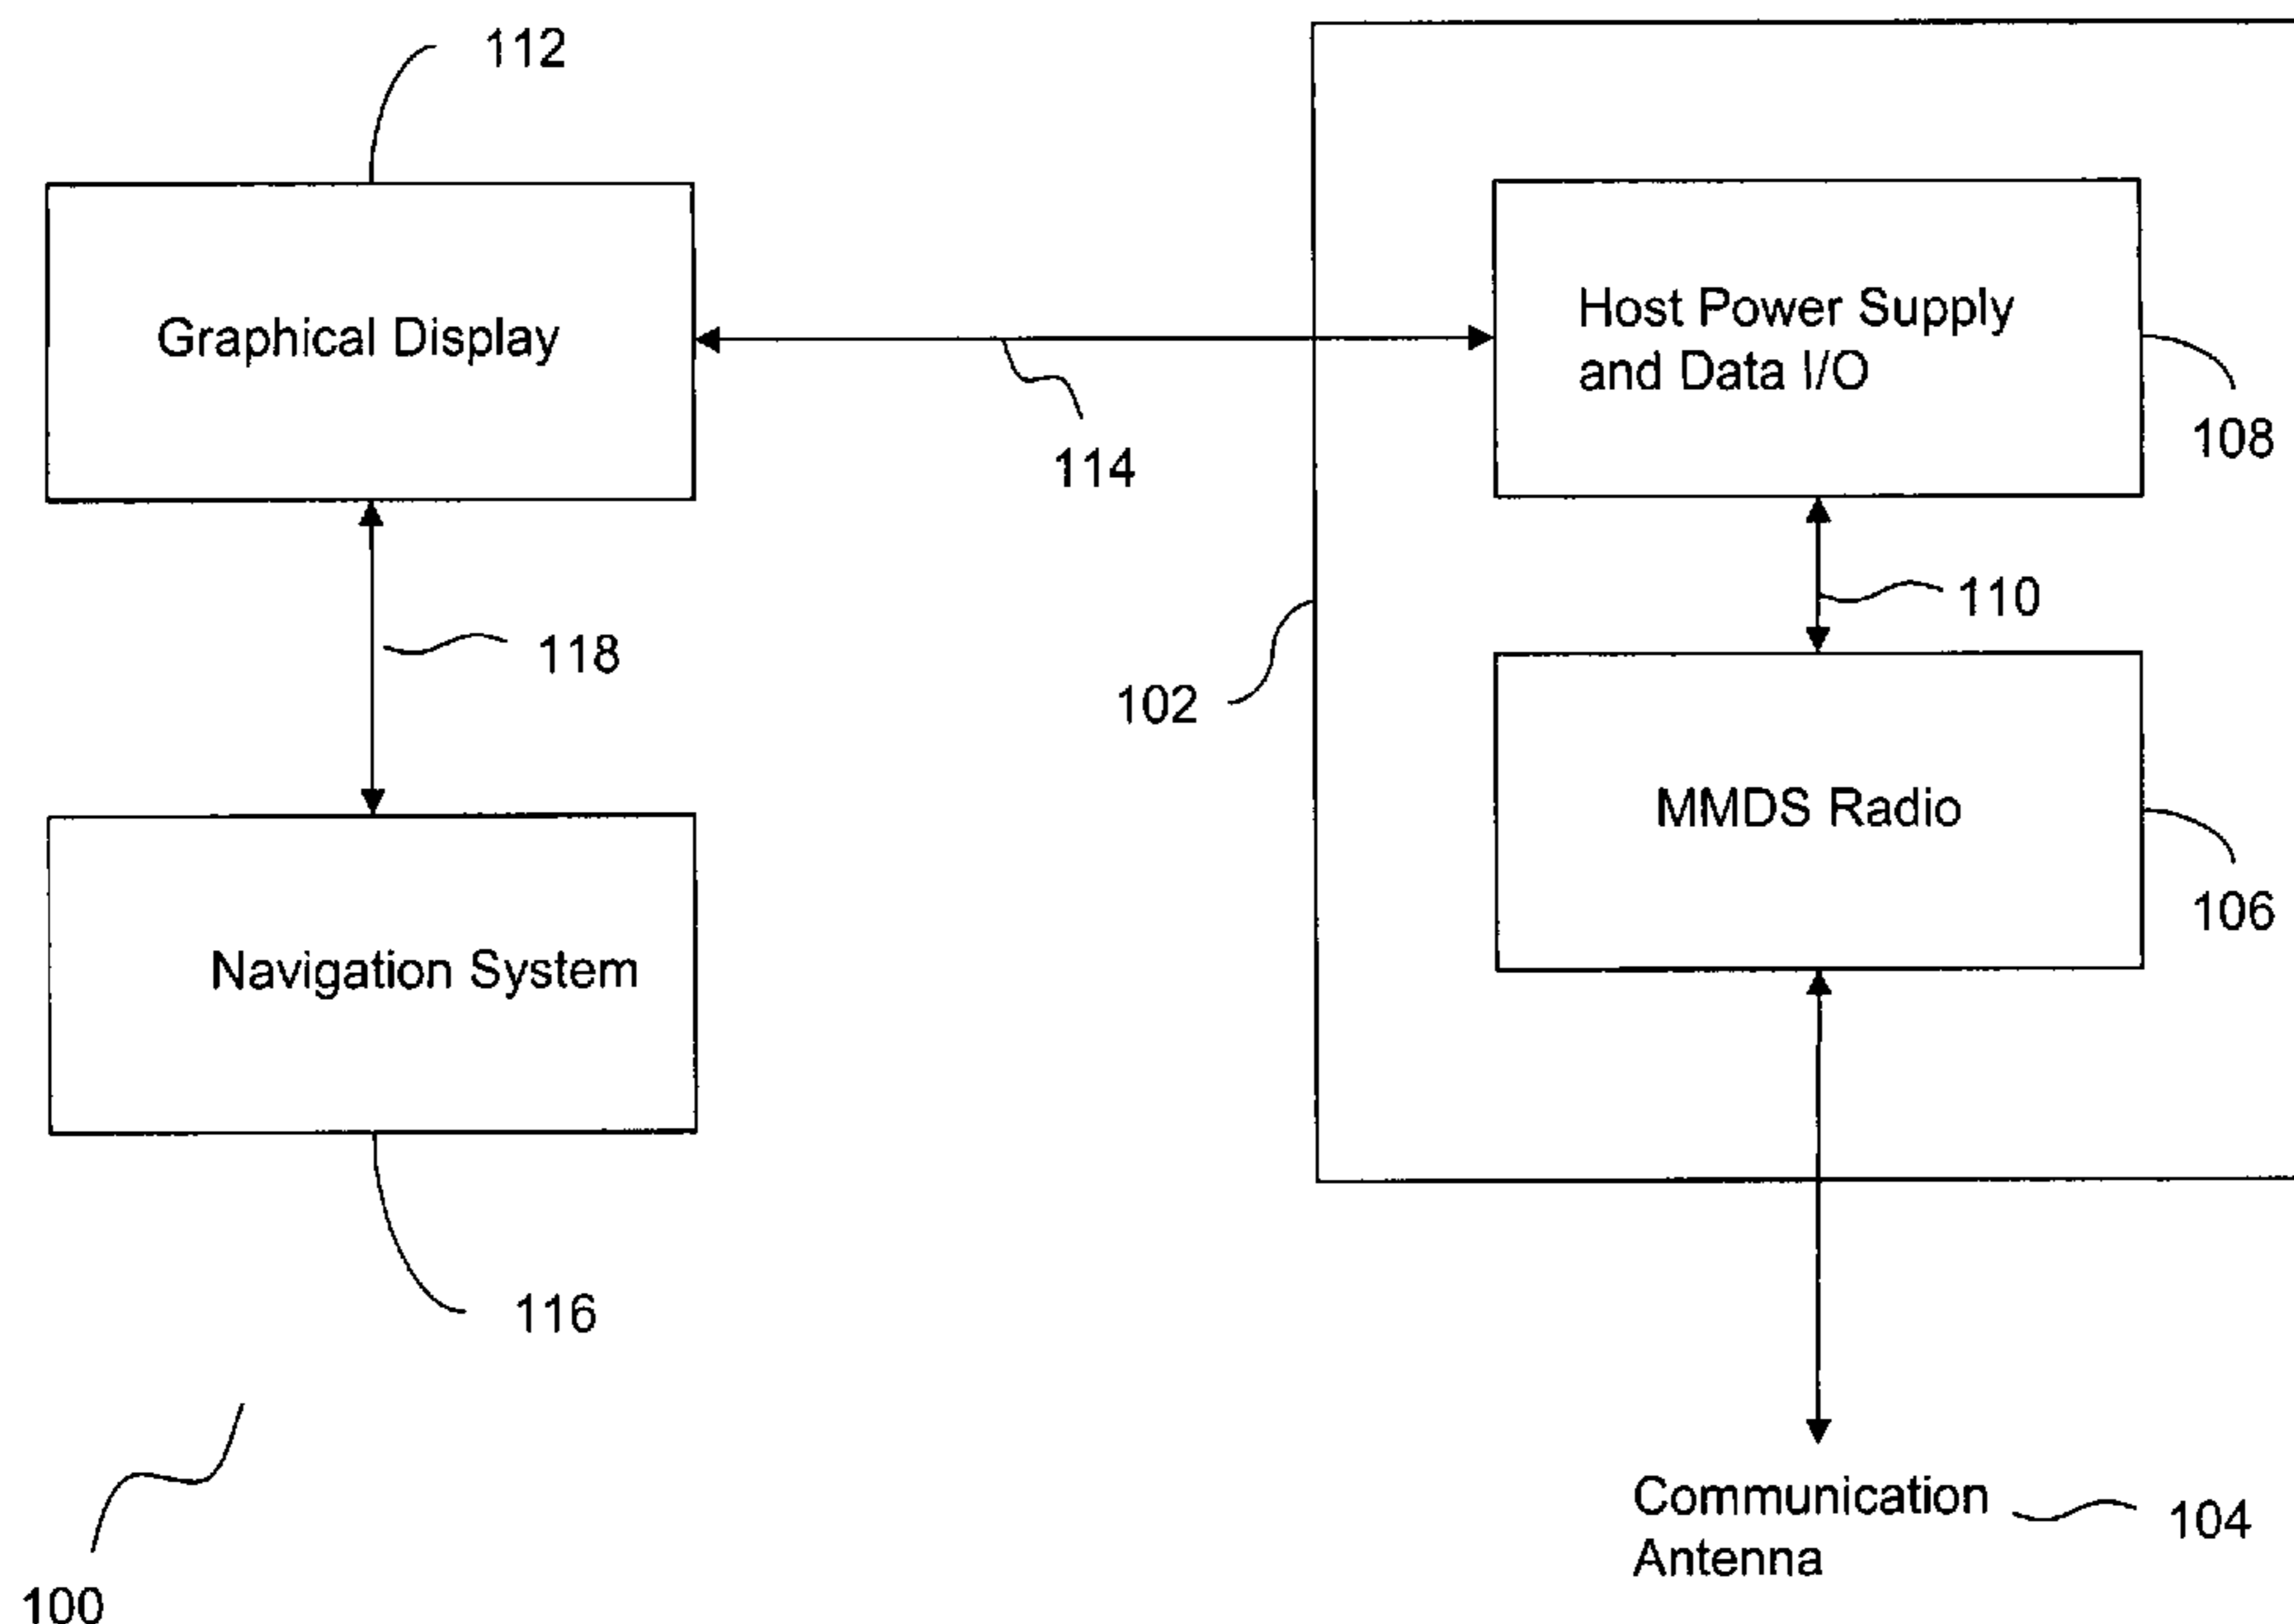 112
Graphical Display
Host Power Supply
and Data I/O
108
114
110
118
102
MMDS Radio
106
Navigation System
116
Communication
Antenna
104
100